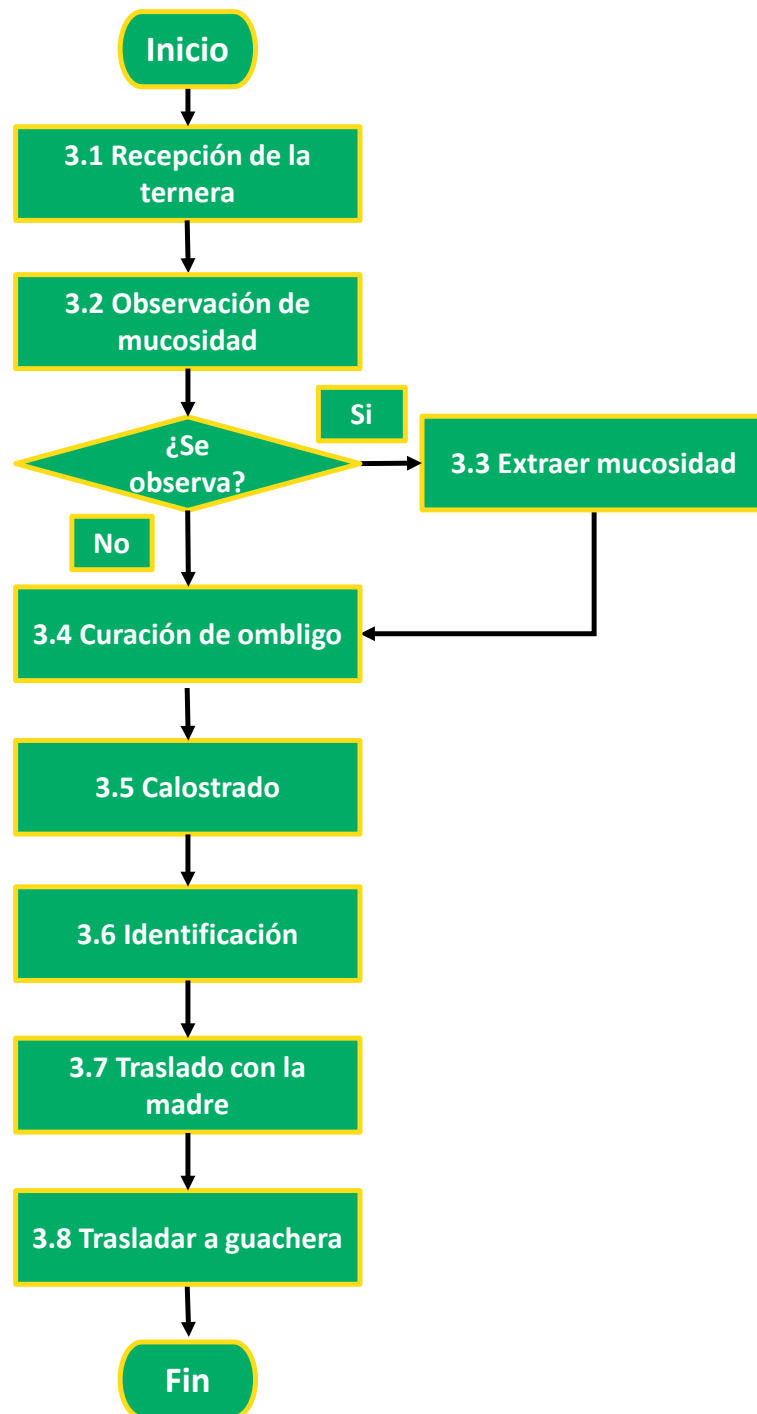 Inicio
3.1 Recepción de la
ternera
3.2 Observación de
mucosidad
¿Se
observa?
Si
3.3 Extraer mucosidad
No
3.4 Curación de ombligo
3.5 Calostrado
3.6 Identificación
3.7 Traslado con la
madre
3.8 Trasladar a guachera
Fin